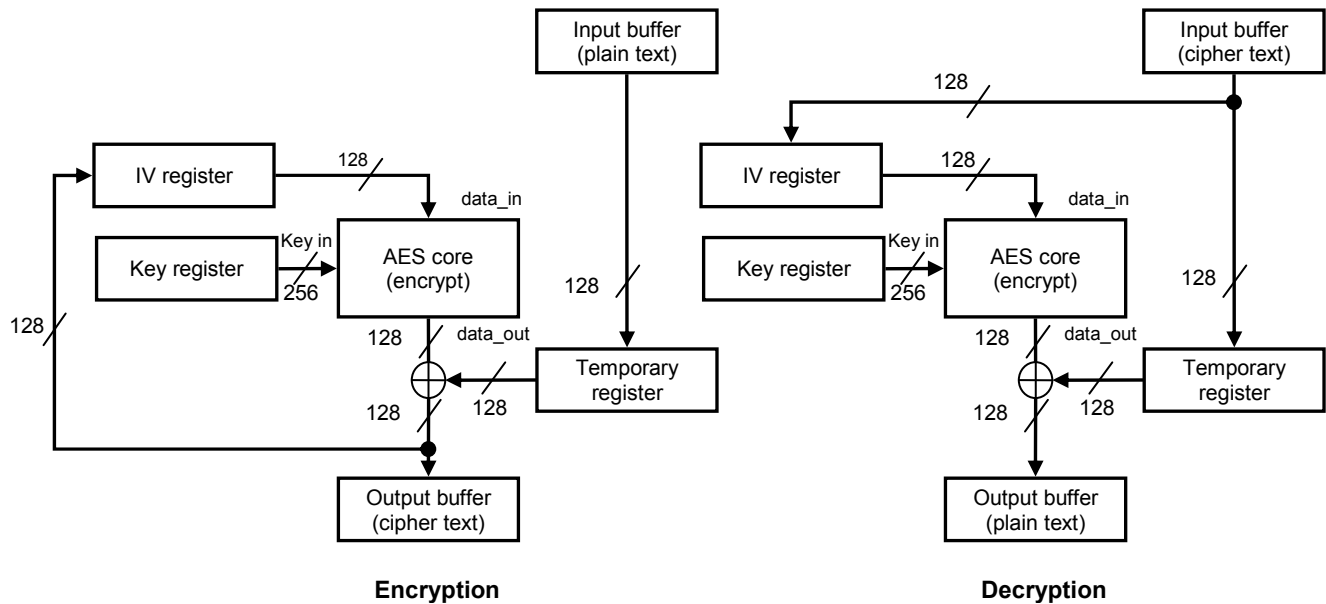 Input buffer
(plain text)
128
IV register
128
data_in
Key register
Key in
256
AES core
(encrypt)
128
128
128
data_out
128
128
Temporary
register
Output buffer
(cipher text)
Encryption
Input buffer
(cipher text)
128
IV register
128
data_in
Key register
Key in
256
AES core
(encrypt)
128
128
data_out
128
128
Temporary
register
Output buffer
(plain text)
Decryption